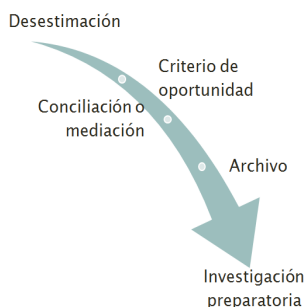 Desestimación
Criterio de
oportunidad
Conciliación o
mediación
Archivo
Investigación
preparatoria